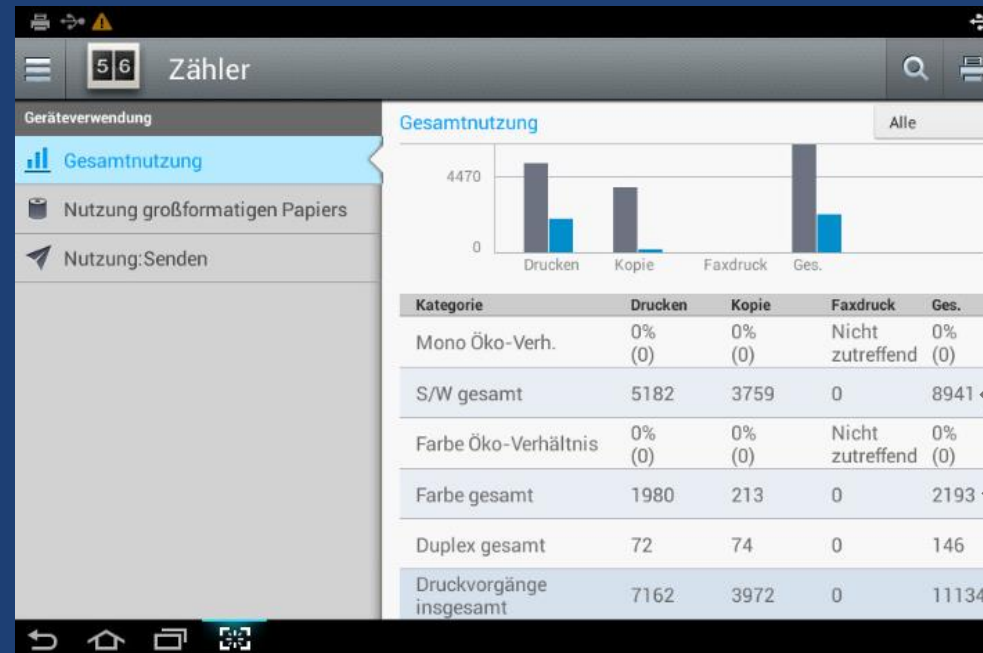 56 Zähler
Geräteverwendung
Gesamtnutzung
Nutzung großformatigen Papiers
Nutzung:Senden
Gesamtnutzung Alle
4470
0
Drucken Kopie Faxdruck Ges.
Kategorie Drucken Kopie Faxdruck Ges.
Mono Öko-Verh. 0% (0) 0% (0) Nicht zutreffend 0% (0)
S/W gesamt 5182 3759 0 8941
Farbe Öko-Verhältnis 0% (0) 0% (0) Nicht zutreffend 0% (0)
Farbe gesamt 1980 213 0 2193
Duplex gesamt 72 74 0 146
Druckvorgänge insgesamt 7162 3972 0 11134